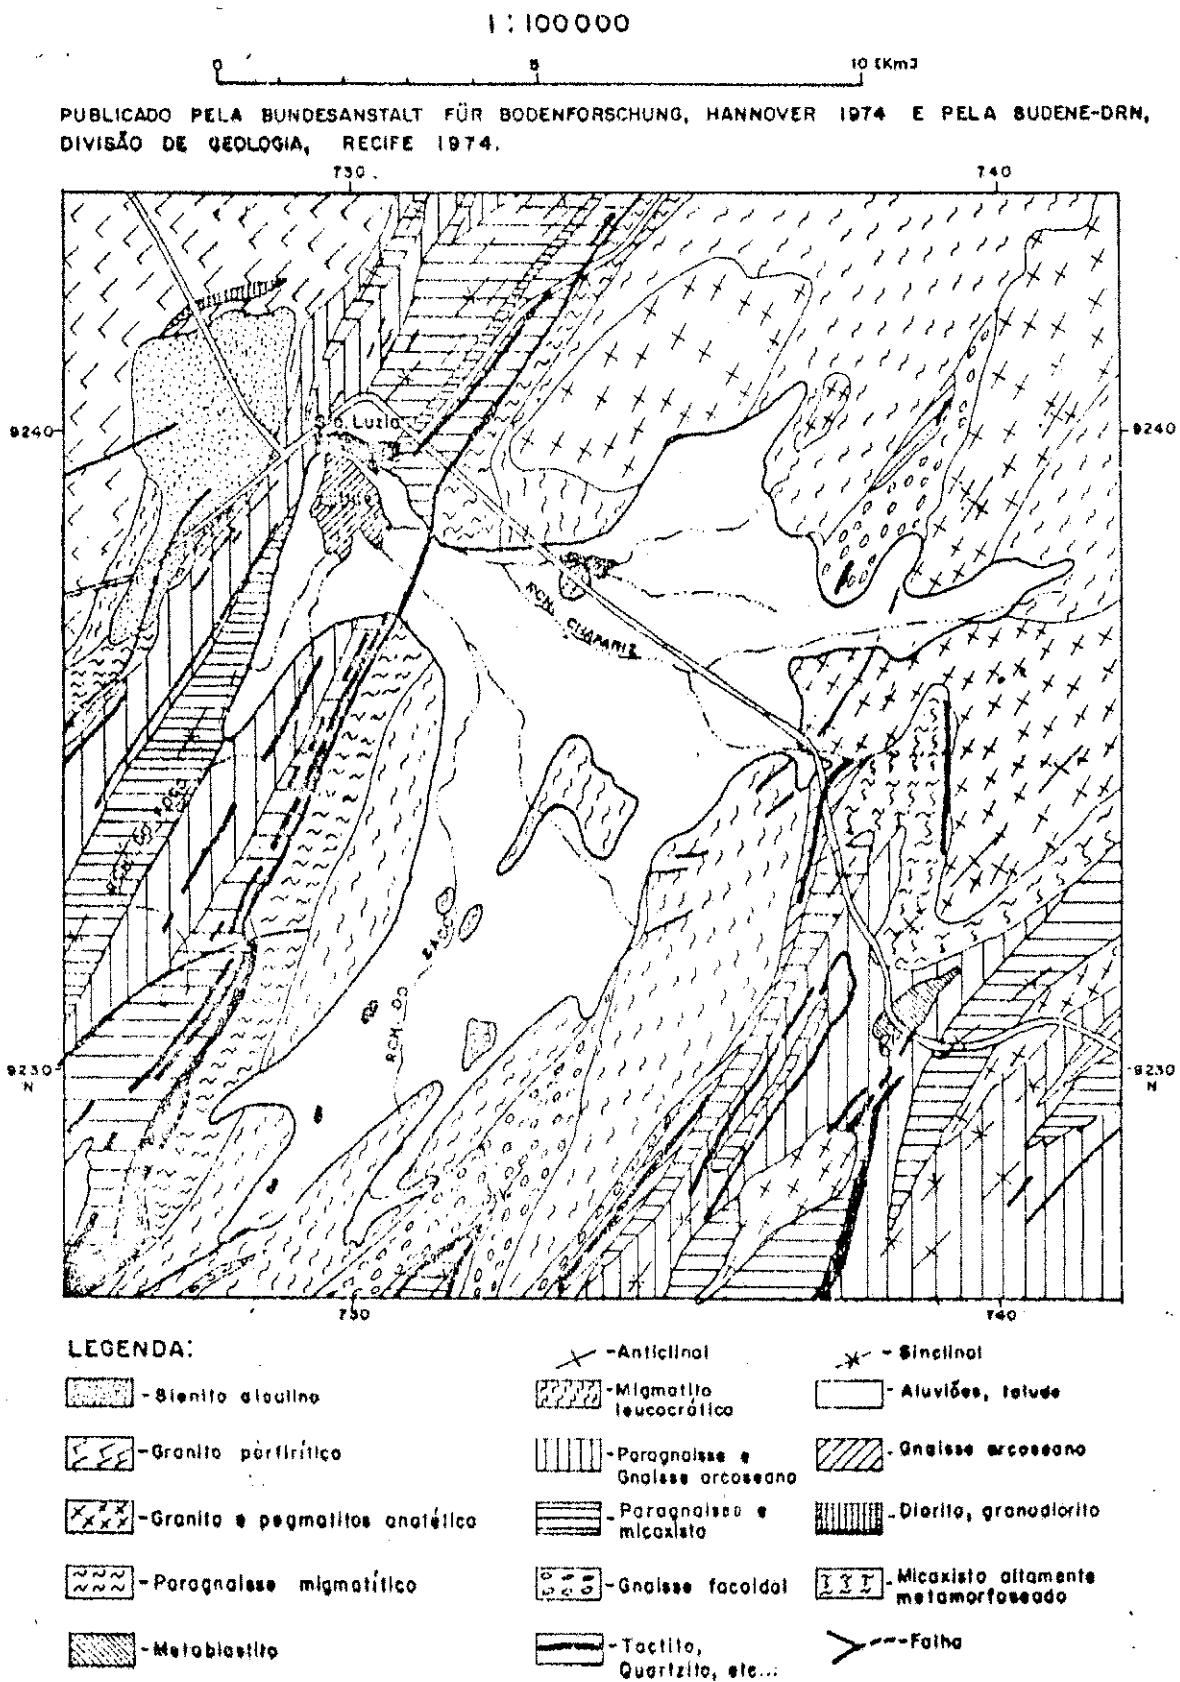 1:100000
0 5 10 (Km)
PUBLICADO PELA BUNDESANSTALT FÜR BODENFORSCHUNG, HANNOVER 1974 E PELA SUDENE-DRN,
DIVISÃO DE GEOLOGIA, RECIFE 1974.
730 740
9240 9240
Sta. Luzia
RCH. CHAFARIZ
RCH. DO
9230 9230
N N
730 740
LEGENDA:
- Anticlinal
- Sinclinal
- Sienito alcalino
- Migmatito
leucocrático
- Aluviões, talude
- Granito porfirítico
- Paragnaisse e
Gnaisse arcoseano
- Gnaisse arcoseano
- Granito e pegmatitos anatético
- Paragnaisse e
micaxisto
- Diorito, granodiorito
- Paragnaisse migmatítico
- Gnaisse facoidal
- Micaxisto altamente
metamorfoseado
- Metablastito
- Tactito,
Quartzito, etc...
- Falha